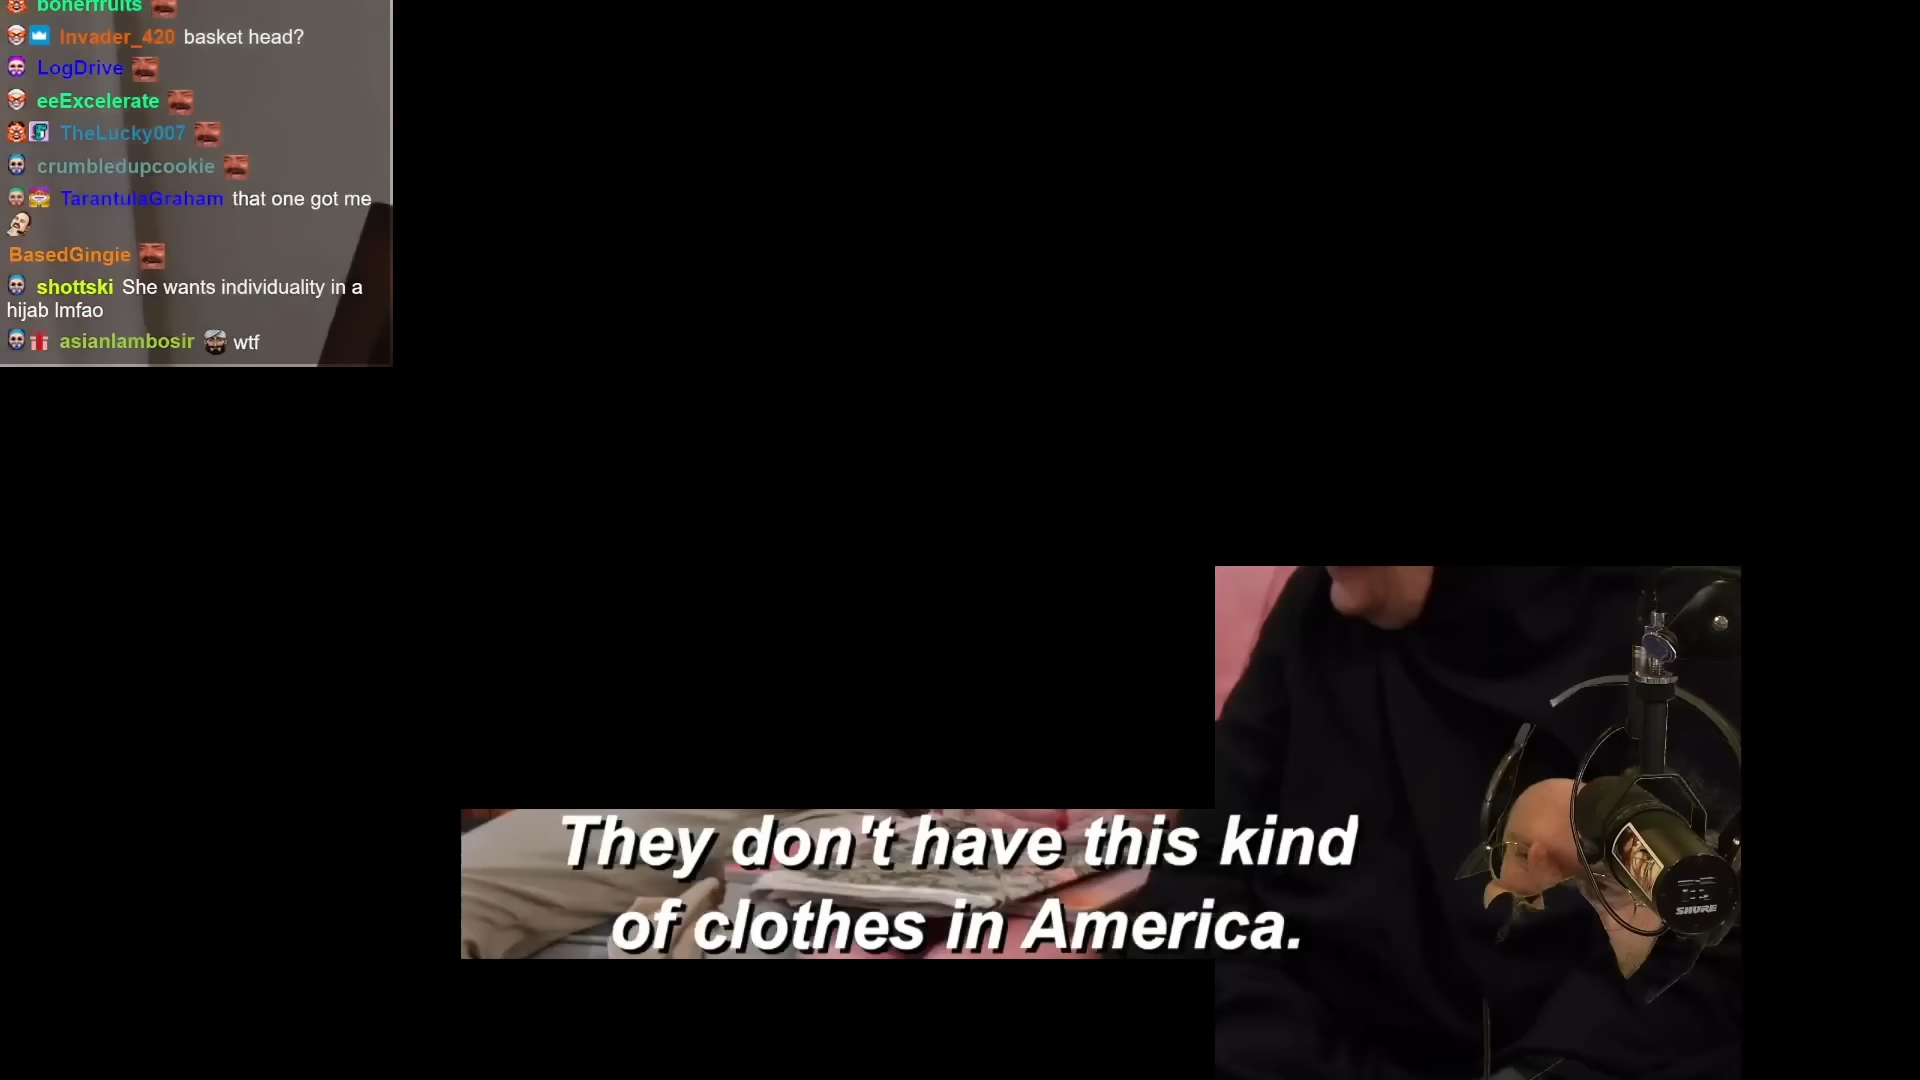 bonerfruits
Invader_420 basket head?
LogDrive
eeExcelerate
TheLucky007
crumbledupcookie
TarantulaGraham that one got me
BasedGingie
shottski She wants individuality in a
hijab lmfao
asianlambosir wtf
They don't have this kind
of clothes in America.
SHURE